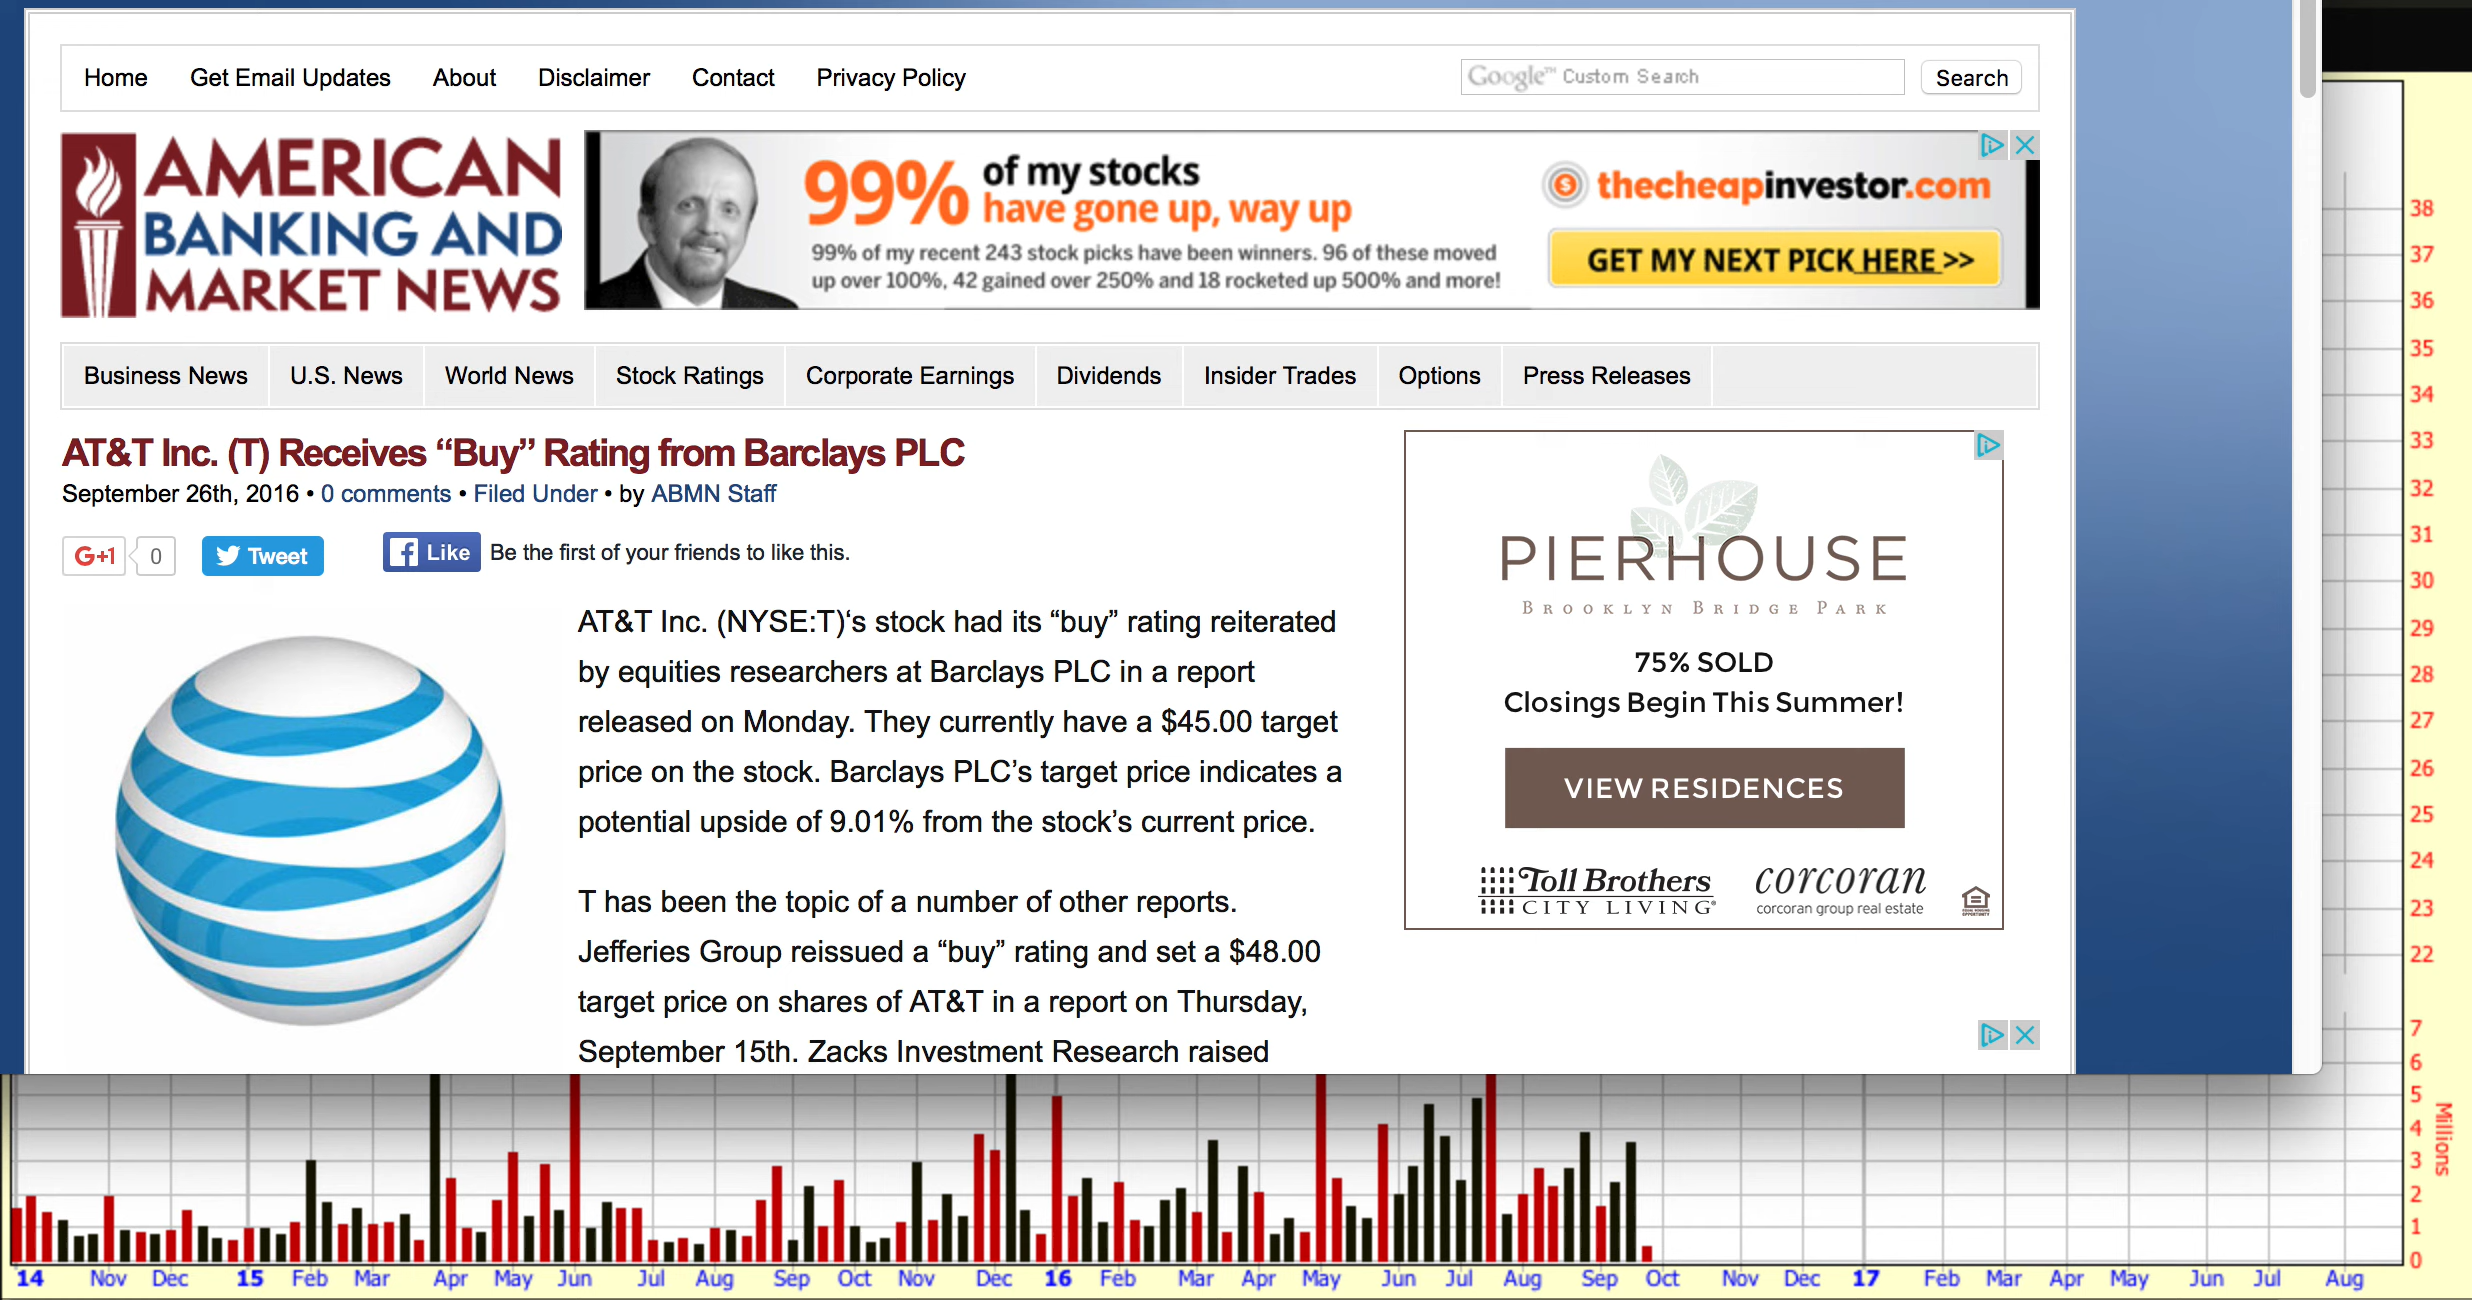 Home Get Email Updates About Disclaimer Contact Privacy Policy
Google™ Custom Search
Search
AMERICAN
BANKING AND
MARKET NEWS
99% of my stocks
have gone up, way up
99% of my recent 243 stock picks have been winners. 96 of these moved
up over 100%, 42 gained over 250% and 18 rocketed up 500% and more!
thecheapinvestor.com
GET MY NEXT PICK HERE >>
Business News U.S. News World News Stock Ratings Corporate Earnings Dividends Insider Trades Options Press Releases
AT&T Inc. (T) Receives “Buy” Rating from Barclays PLC
September 26th, 2016 • 0 comments • Filed Under • by ABMN Staff
G+1 0 Tweet Like Be the first of your friends to like this.
AT&T Inc. (NYSE:T)‘s stock had its “buy” rating reiterated
by equities researchers at Barclays PLC in a report
released on Monday. They currently have a $45.00 target
price on the stock. Barclays PLC’s target price indicates a
potential upside of 9.01% from the stock’s current price.
T has been the topic of a number of other reports.
Jefferies Group reissued a “buy” rating and set a $48.00
target price on shares of AT&T in a report on Thursday,
September 15th. Zacks Investment Research raised
PIERHOUSE
BROOKLYN BRIDGE PARK
75% SOLD
Closings Begin This Summer!
VIEW RESIDENCES
Toll Brothers
CITY LIVING®
corcoran
corcoran group real estate
38
37
36
35
34
33
32
31
30
29
28
27
26
25
24
23
22
7
6
5
4
3
2
1
0
Millions
14 Nov Dec 15 Feb Mar Apr May Jun Jul Aug Sep Oct Nov Dec 16 Feb Mar Apr May Jun Jul Aug Sep Oct Nov Dec 17 Feb Mar Apr May Jun Jul Aug